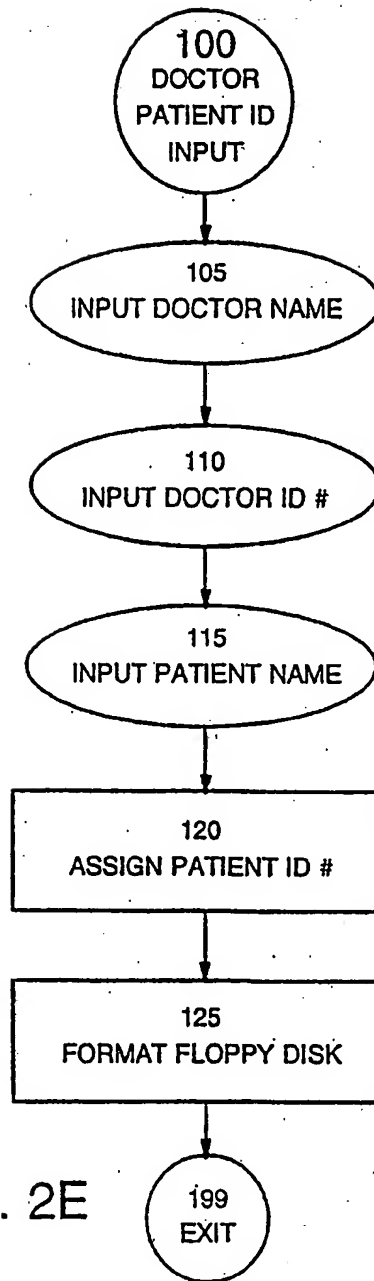 100
DOCTOR
PATIENT ID
INPUT
105
INPUT DOCTOR NAME
110
INPUT DOCTOR ID #
115
INPUT PATIENT NAME
120
ASSIGN PATIENT ID #
125
FORMAT FLOPPY DISK
199
EXIT
. 2E